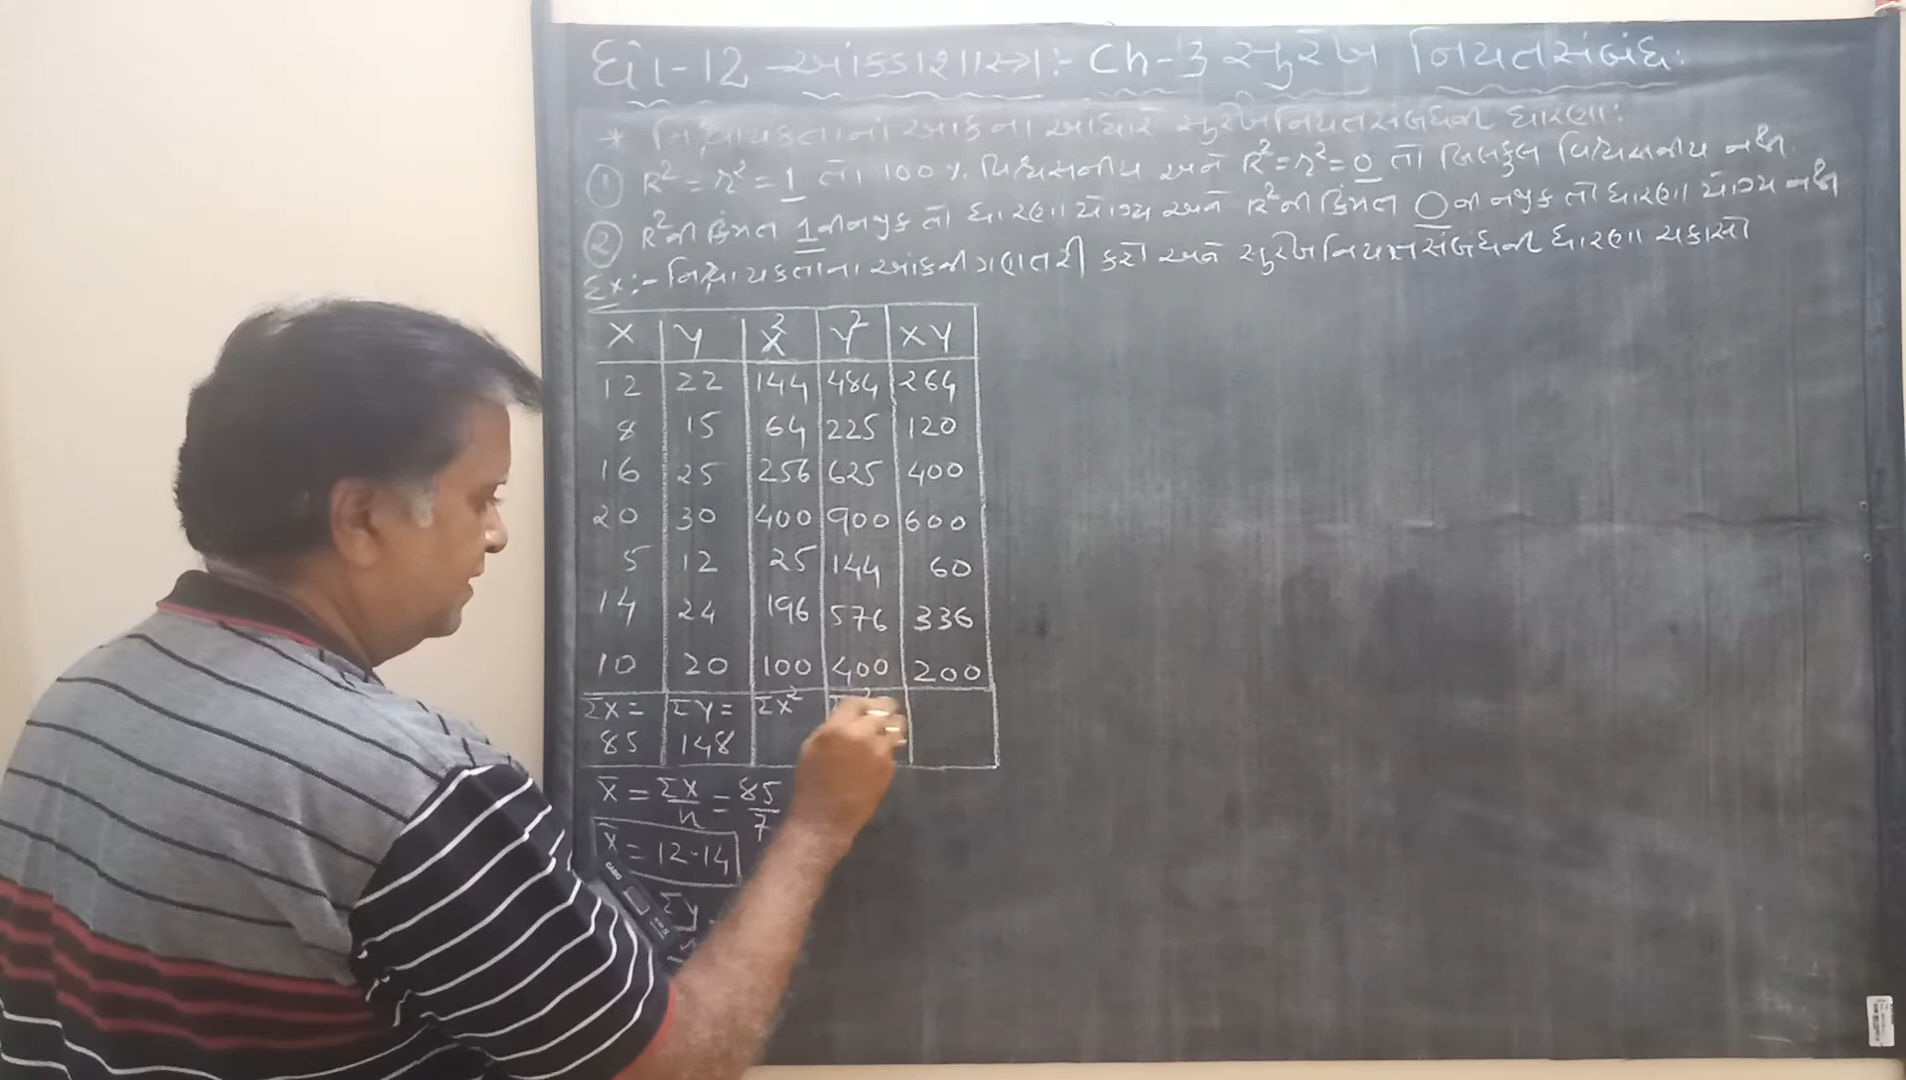 ધો-12 આંકડાશાસ્ત્ર:- Ch-3 સુરેખ નિયતસંબંધ:
* નિશ્ચાયકતાના આંકના આધારે સુરેખ નિયતસંબંધની ધારણા:
① R² = r² = 1 તો 100 % વિશ્વસનીય અને R² = r² = 0 તો બિલકુલ વિશ્વસનીય નથી.
② R²ની કિંમત 1ની નજીક તો ધારણા યોગ્ય અને R²ની કિંમત 0ની નજીક તો ધારણા યોગ્ય નથી
Ex:- નિશ્ચાયકતાના આંકની ગણતરી કરો અને સુરેખ નિયતસંબંધની ધારણા ચકાસો
X Y X² Y² XY
12 22 144 484 264
8 15 64 225 120
16 25 256 625 400
20 30 400 900 600
5 12 25 144 60
14 24 196 576 336
10 20 100 400 200
ΣX= ΣY= ΣX²
85 148
X̄ = ΣX/n = 85/7
X̄ = 12.14
Σy
CASIO